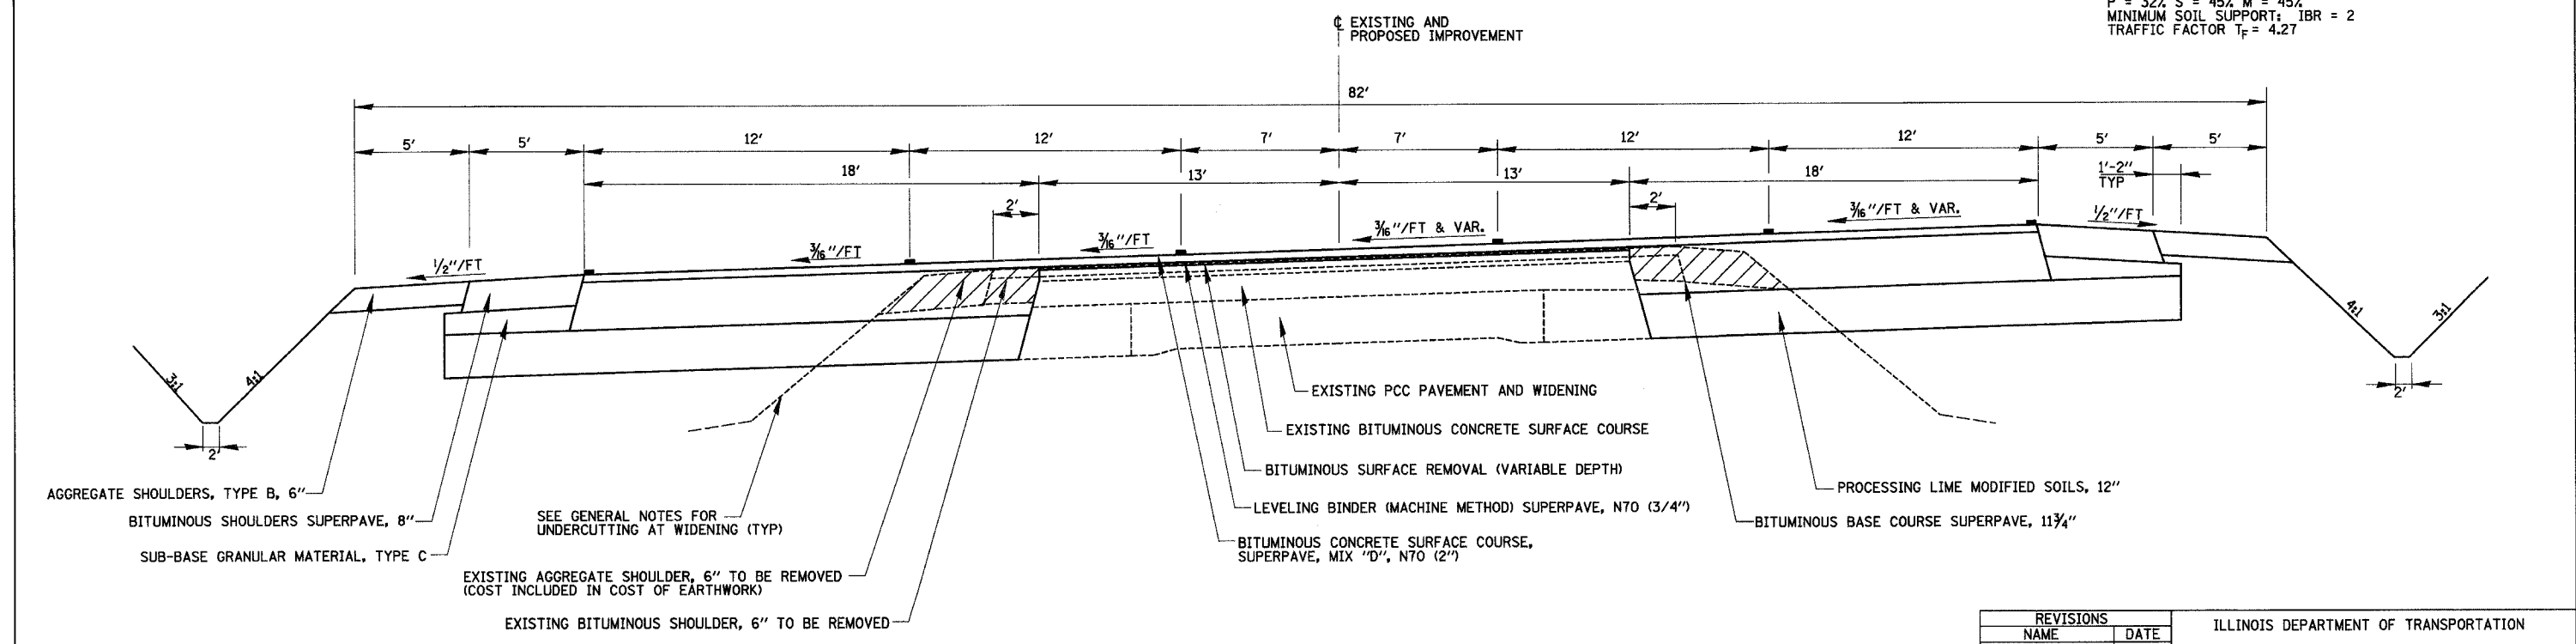 P = 32% S = 45% M = 45%
MINIMUM SOIL SUPPORT: IBR = 2
TRAFFIC FACTOR TF = 4.27
℄ EXISTING AND
PROPOSED IMPROVEMENT
82'
5' 5' 12' 12' 7' 7' 12' 12' 5' 5'
18' 13' 13' 18' 1'-2"
TYP
2' 2'
1/2"/FT 3/16"/FT 3/16"/FT 3/16"/FT & VAR. 3/16"/FT & VAR. 1/2"/FT
3:1 4:1 4:1 3:1
2' 2'
EXISTING PCC PAVEMENT AND WIDENING
EXISTING BITUMINOUS CONCRETE SURFACE COURSE
BITUMINOUS SURFACE REMOVAL (VARIABLE DEPTH)
LEVELING BINDER (MACHINE METHOD) SUPERPAVE, N70 (3/4")
BITUMINOUS CONCRETE SURFACE COURSE,
SUPERPAVE, MIX "D", N70 (2")
PROCESSING LIME MODIFIED SOILS, 12"
BITUMINOUS BASE COURSE SUPERPAVE, 11 3/4"
AGGREGATE SHOULDERS, TYPE B, 6"
BITUMINOUS SHOULDERS SUPERPAVE, 8"
SUB-BASE GRANULAR MATERIAL, TYPE C
SEE GENERAL NOTES FOR
UNDERCUTTING AT WIDENING (TYP)
EXISTING AGGREGATE SHOULDER, 6" TO BE REMOVED
(COST INCLUDED IN COST OF EARTHWORK)
EXISTING BITUMINOUS SHOULDER, 6" TO BE REMOVED
REVISIONS
NAME DATE
ILLINOIS DEPARTMENT OF TRANSPORTATION